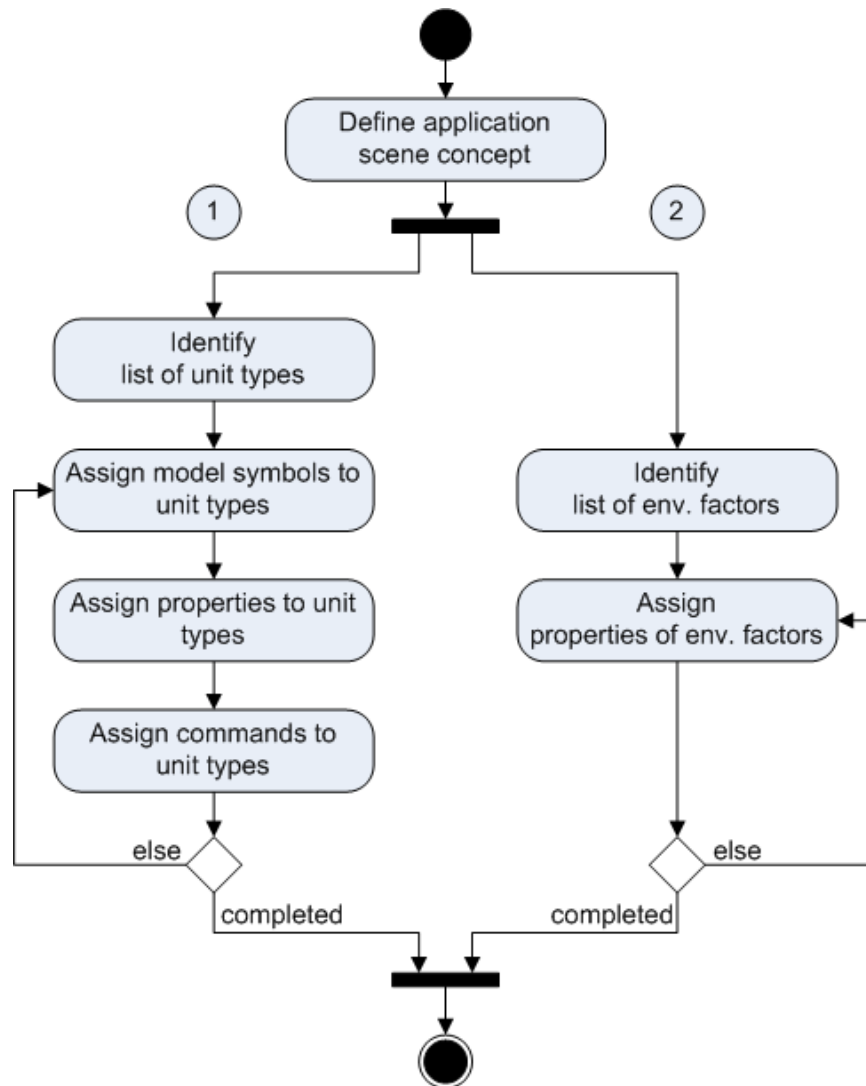 Define application
scene concept
1
2
Identify
list of unit types
Assign model symbols to
unit types
Identify
list of env. factors
Assign properties to unit
types
Assign
properties of env. factors
Assign commands to
unit types
else
else
completed
completed